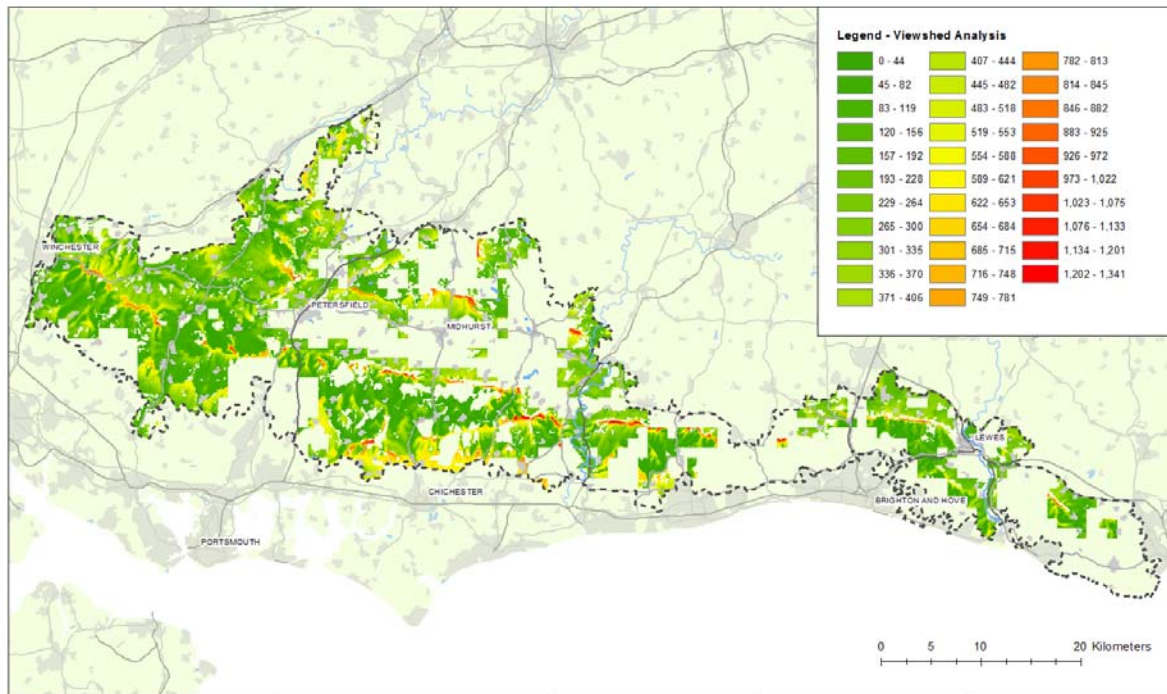 Legend - Viewshed Analysis
0 - 44
45 - 82
83 - 119
120 - 156
157 - 192
193 - 228
229 - 264
265 - 300
301 - 335
336 - 370
371 - 406
407 - 444
445 - 482
483 - 518
519 - 553
554 - 588
589 - 621
622 - 653
654 - 684
685 - 715
716 - 748
749 - 781
782 - 813
814 - 845
846 - 882
883 - 925
926 - 972
973 - 1,022
1,023 - 1,075
1,076 - 1,133
1,134 - 1,201
1,202 - 1,341
WINCHESTER
PETERSFIELD
MIDHURST
LEWES
CHICHESTER
BRIGHTON AND HOVE
PORTSMOUTH
0 5 10 20 Kilometers